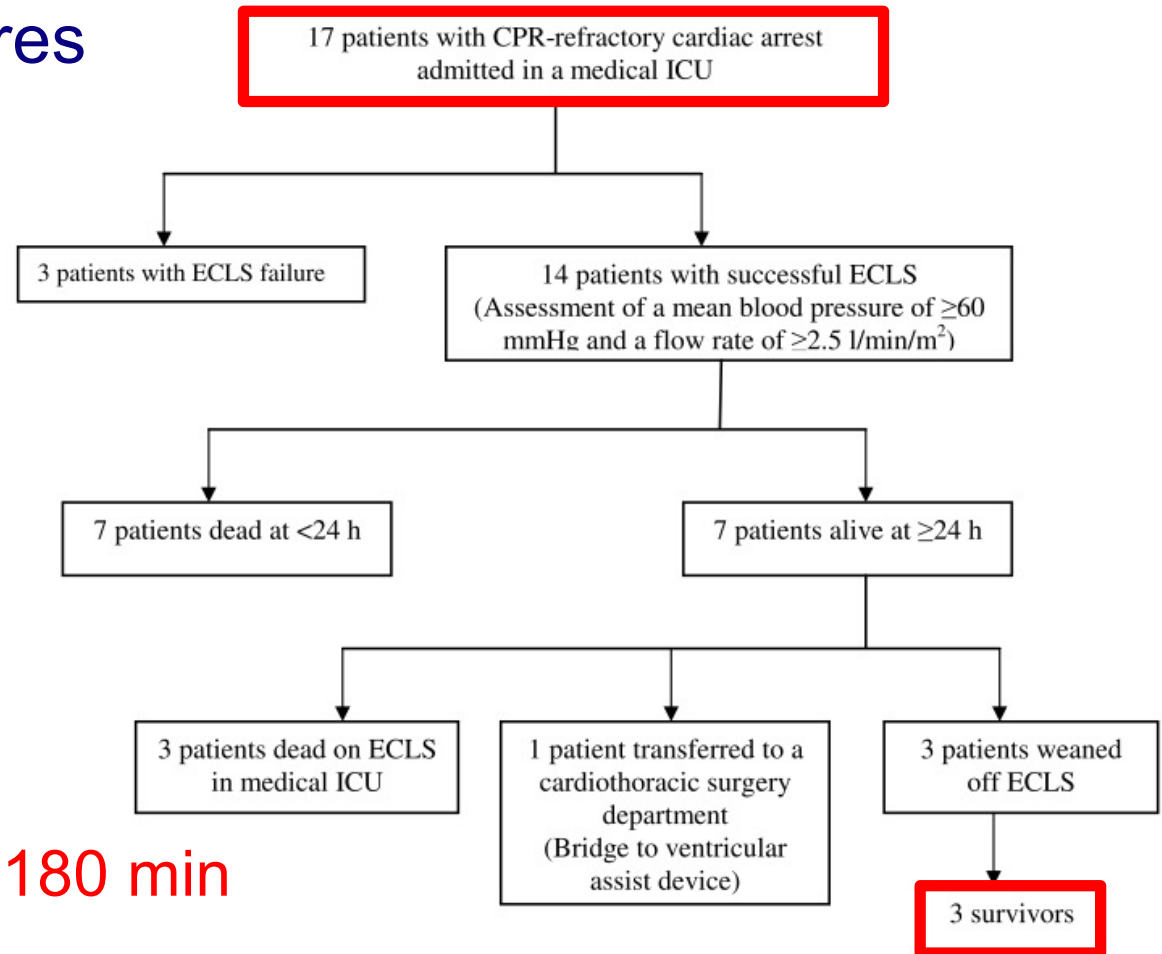 res
17 patients with CPR-refractory cardiac arrest
admitted in a medical ICU
3 patients with ECLS failure
14 patients with successful ECLS
(Assessment of a mean blood pressure of ≥60
mmHg and a flow rate of ≥2.5 l/min/m²)
7 patients dead at <24 h
7 patients alive at ≥24 h
3 patients dead on ECLS
in medical ICU
1 patient transferred to a
cardiothoracic surgery
department
(Bridge to ventricular
assist device)
3 patients weaned
off ECLS
180 min
3 survivors